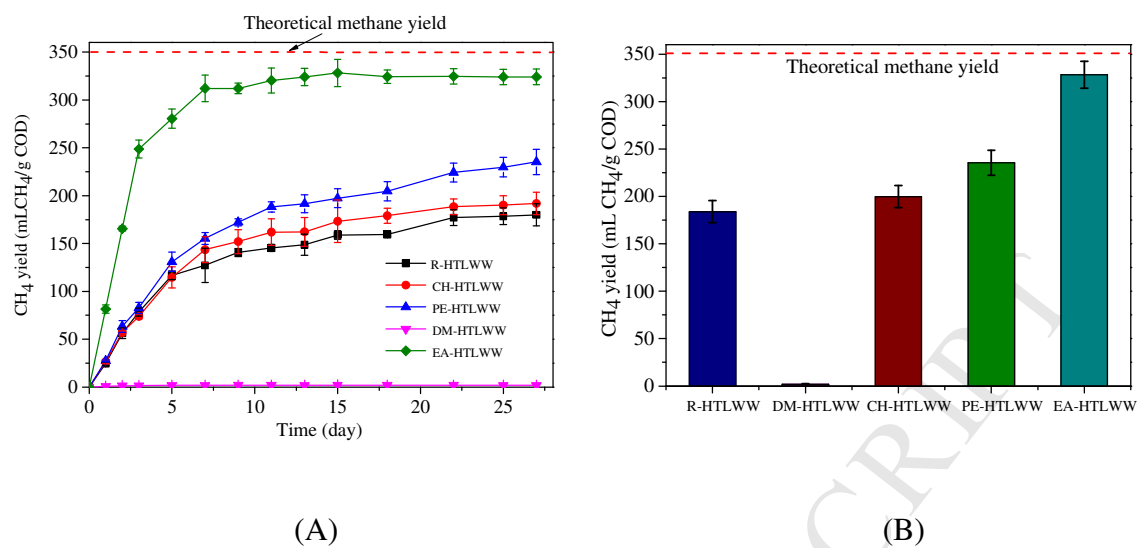 Theoretical methane yield
350
300
250
200
150
100
50
0
CH4 yield (mLCH4/g COD)
R-HTLWW
CH-HTLWW
PE-HTLWW
DM-HTLWW
EA-HTLWW
0 5 10 15 20 25
Time (day)
(A)
350
300
250
200
150
100
50
0
CH4 yield (mL CH4/g COD)
Theoretical methane yield
R-HTLWW DM-HTLWW CH-HTLWW PE-HTLWW EA-HTLWW
(B)
CRIPT